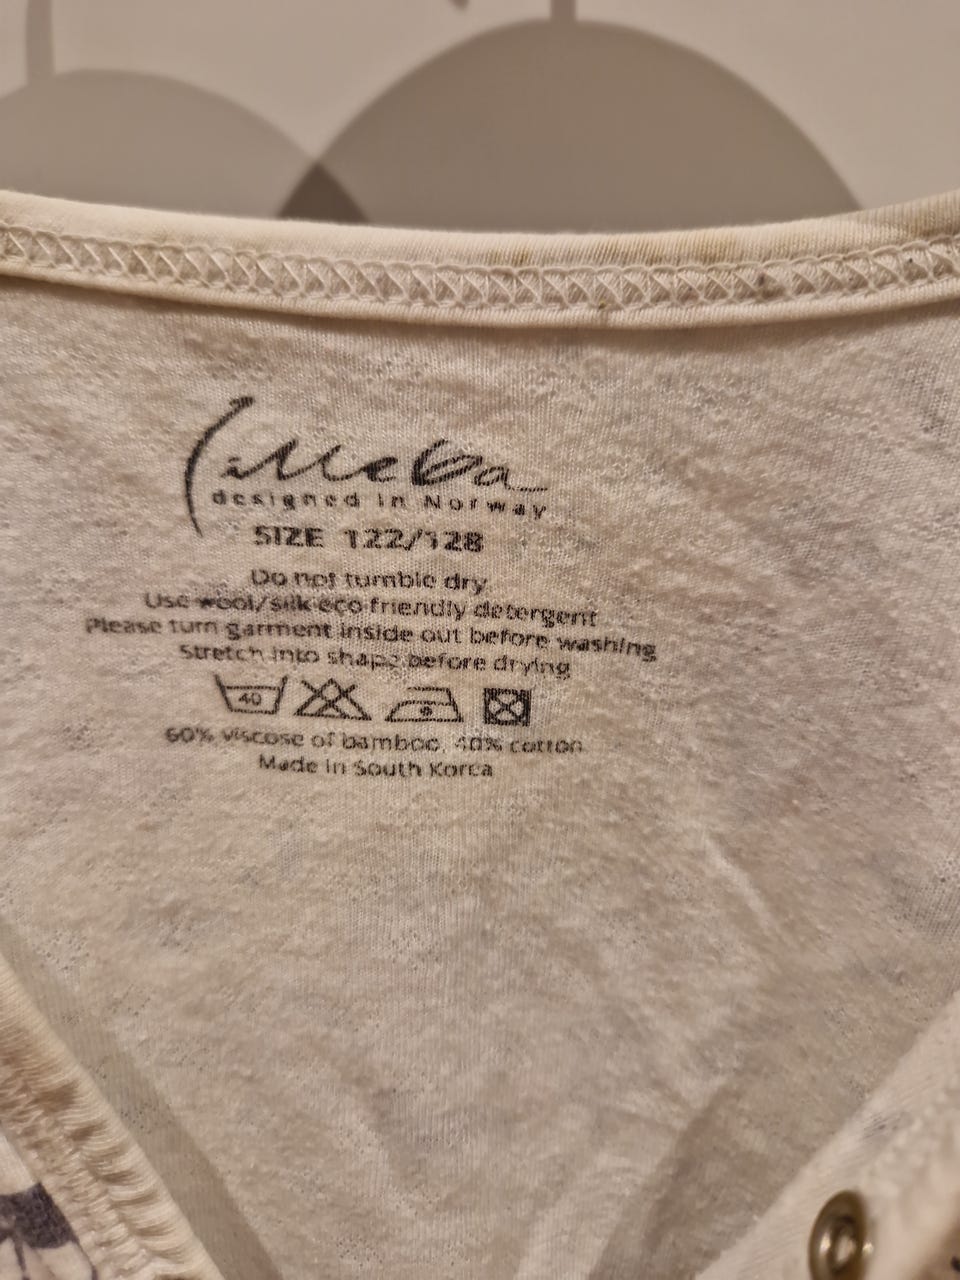 imeba
designed in Norway
SIZE 122/128
Do not tumble dry
Use wool/silk eco friendly detergent
Please turn garment inside out before washing
Stretch into shape before drying
40
60% viscose of bamboo, 40% cotton
Made in South Korea